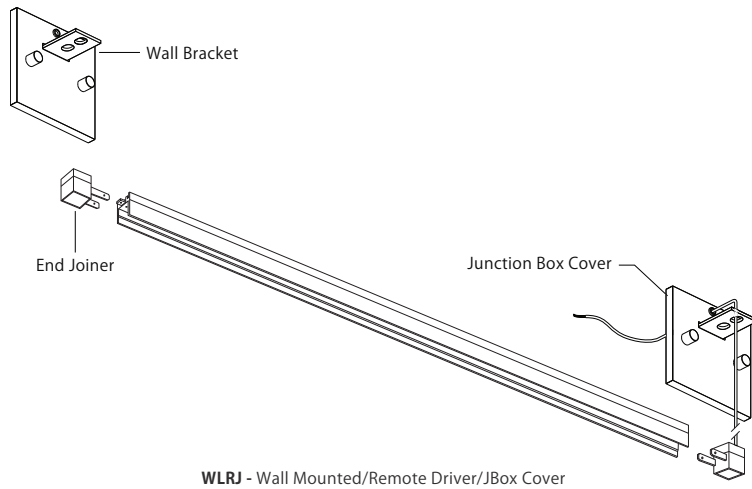 Wall Bracket
End Joiner
Junction Box Cover
WLRJ - Wall Mounted/Remote Driver/JBox Cover